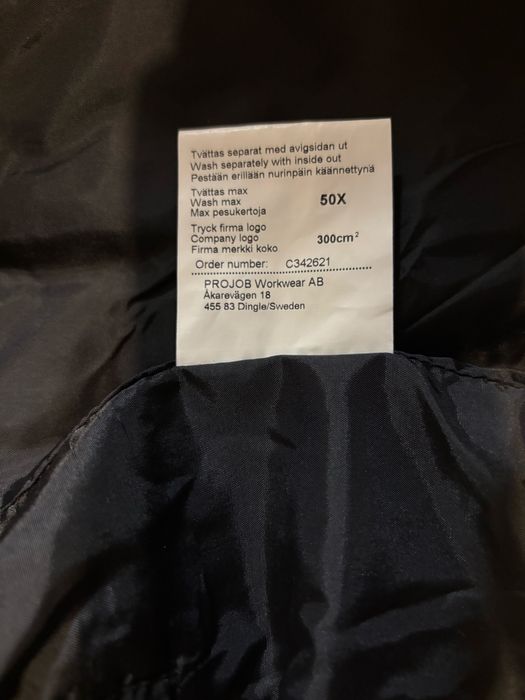 Tvättas separat med avigsidan ut
Wash separately with inside out
Pestään erillään nurinpäin käännettynä
Tvättas max
Wash max 50X
Max pesukertoja
Tryck firma logo
Company logo 300cm²
Firma merkki koko
Order number: C342621
PROJOB Workwear AB
Åkarevägen 18
455 83 Dingle/Sweden